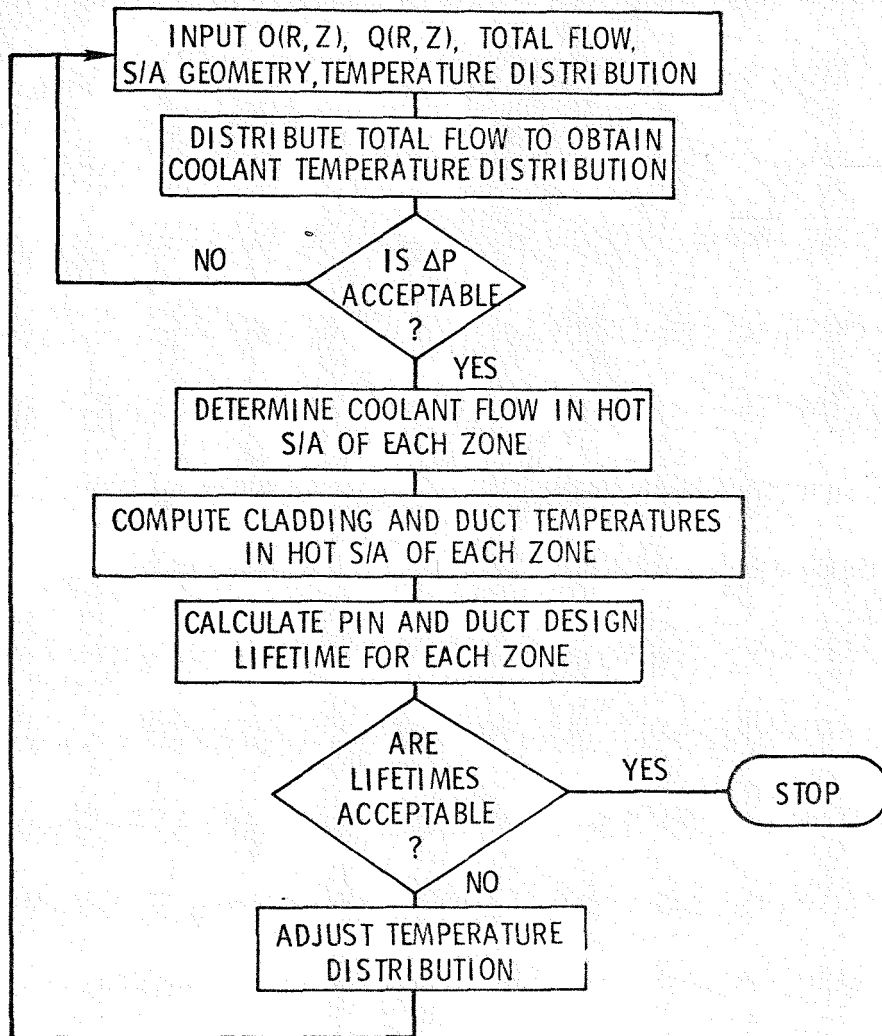 INPUT O(R,Z), Q(R,Z), TOTAL FLOW,
S/A GEOMETRY,TEMPERATURE DISTRIBUTION
DISTRIBUTE TOTAL FLOW TO OBTAIN
COOLANT TEMPERATURE DISTRIBUTION
NO
IS ΔP
ACCEPTABLE
?
YES
DETERMINE COOLANT FLOW IN HOT
S/A OF EACH ZONE
COMPUTE CLADDING AND DUCT TEMPERATURES
IN HOT S/A OF EACH ZONE
CALCULATE PIN AND DUCT DESIGN
LIFETIME FOR EACH ZONE
ARE
LIFETIMES
ACCEPTABLE
?
YES
STOP
NO
ADJUST TEMPERATURE
DISTRIBUTION